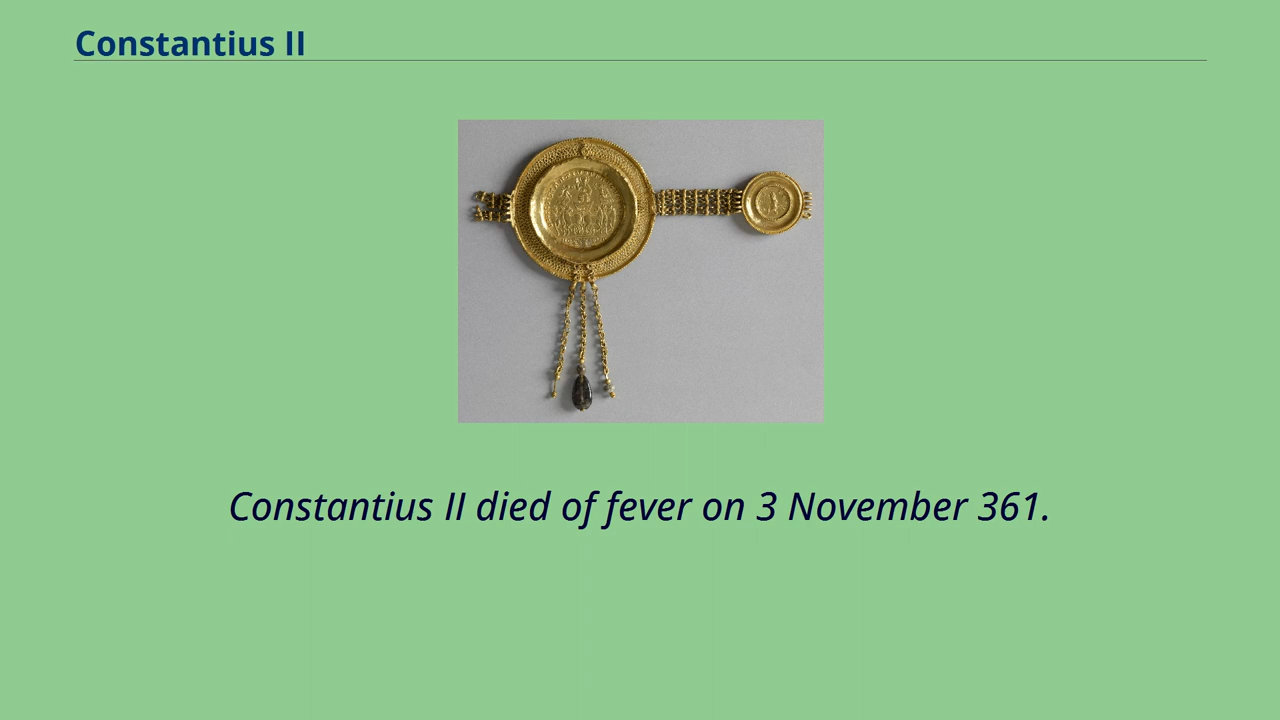 Constantius II
Constantius II died of fever on 3 November 361.